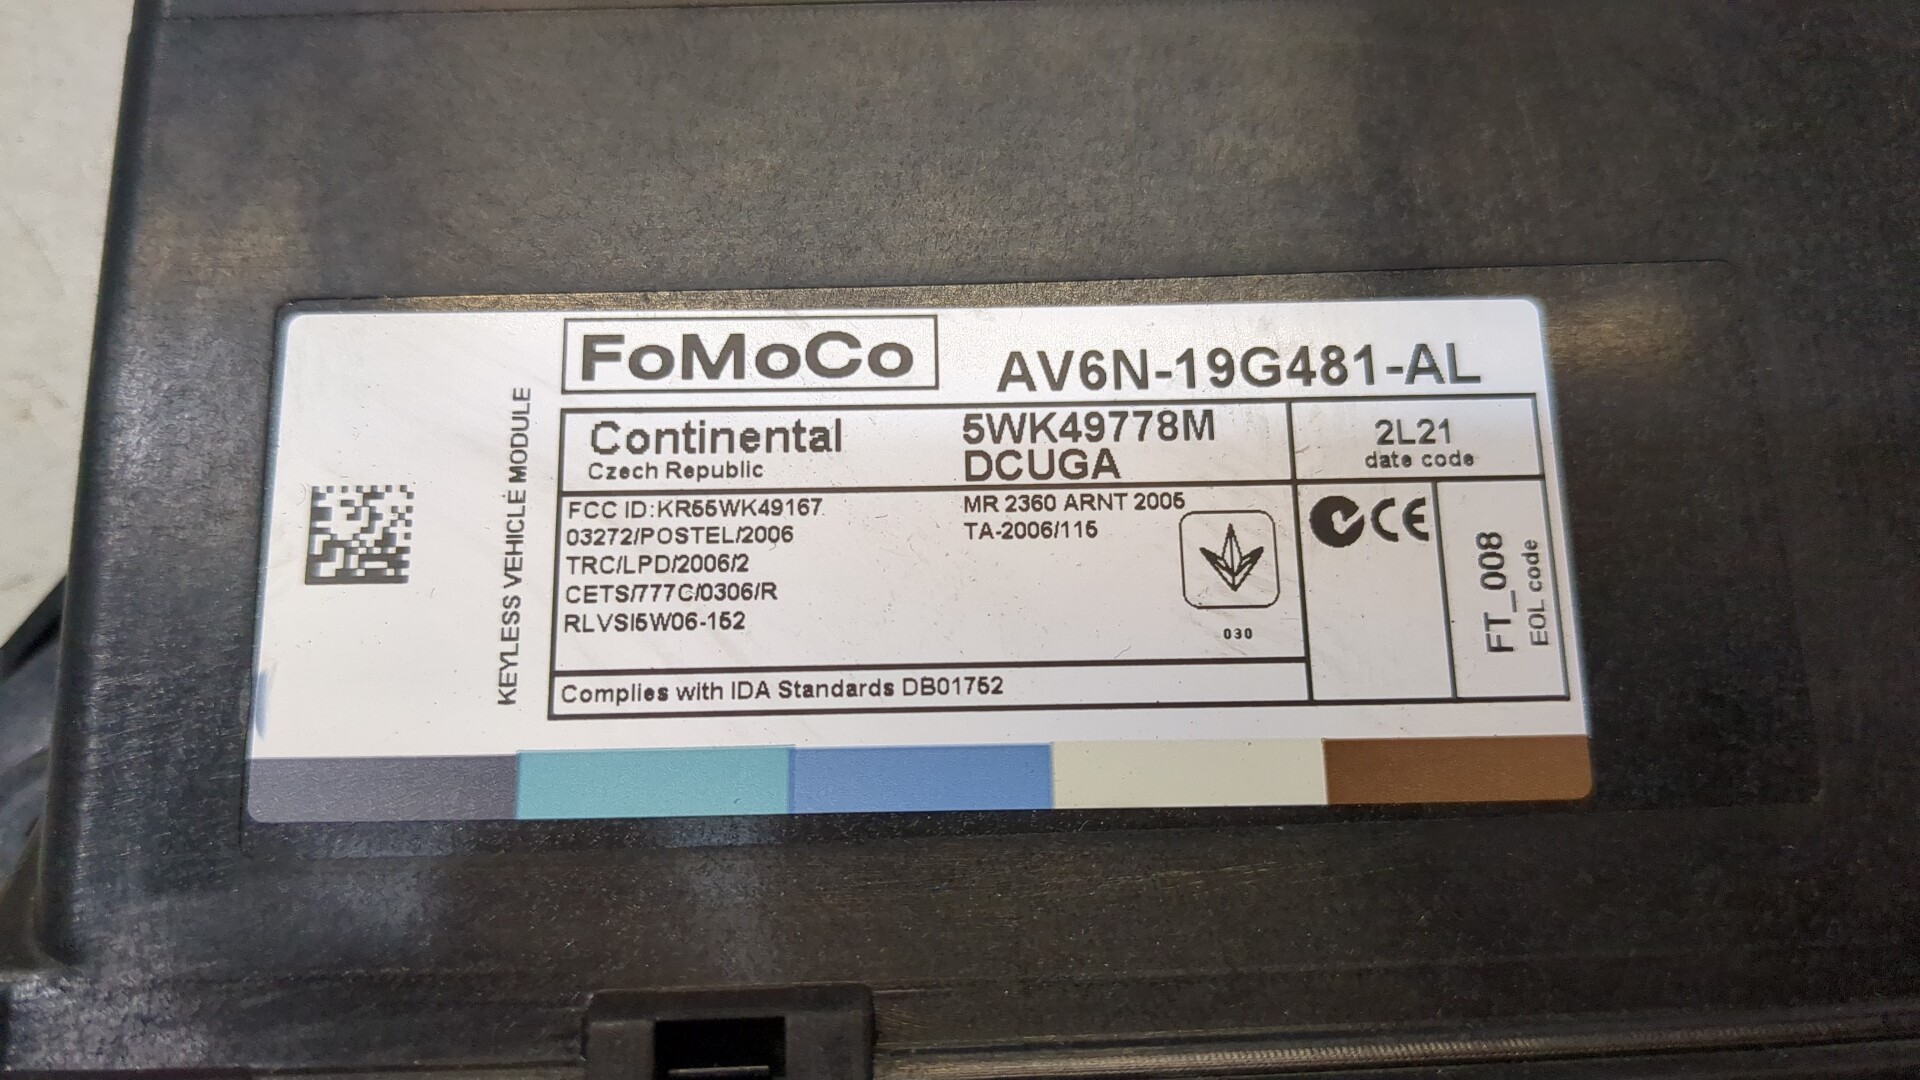 FoMoCo
AV6N-19G481-AL
KEYLESS VEHICLE MODULE
Continental
Czech Republic
5WK49778M
DCUGA
2L21
date code
FCC ID:KR55WK49167
03272/POSTEL/2006
TRC/LPD/2006/2
CETS/777C/0306/R
RLVSI5W06-152
MR 2360 ARNT 2005
TA-2006/115
030
CE
FT_008
EOL code
Complies with IDA Standards DB01752